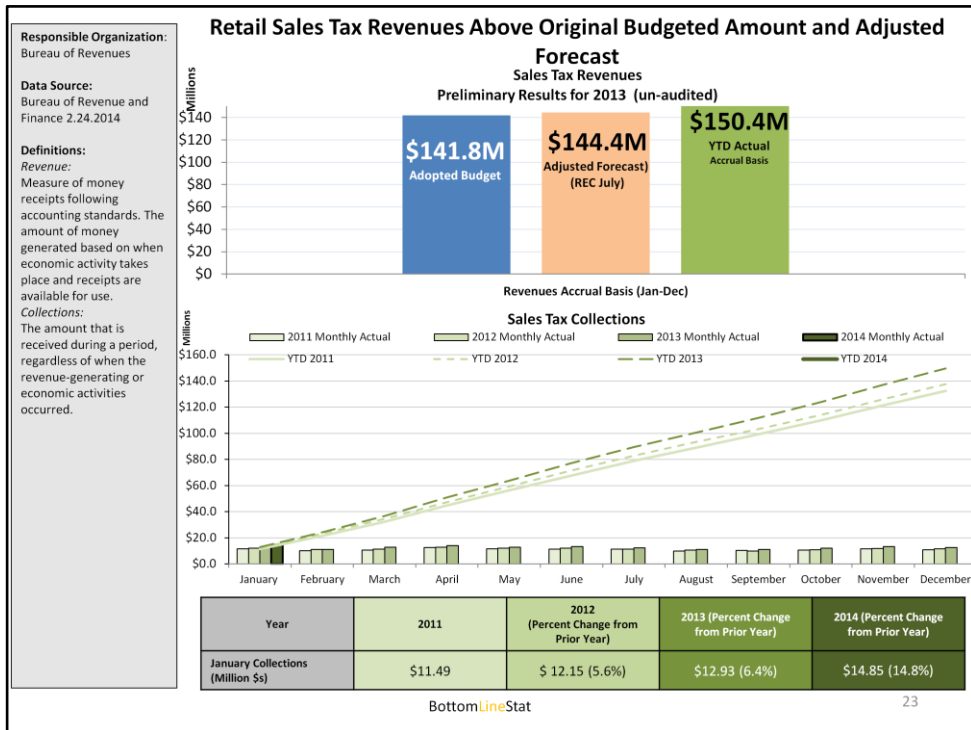 Retail Sales Tax Revenues Above Original Budgeted Amount and Adjusted
Forecast
Responsible Organization:
Bureau of Revenues
Data Source:
Bureau of Revenue and
Finance 2.24.2014
Definitions:
Revenue:
Measure of money
receipts following
accounting standards. The
amount of money
generated based on when
economic activity takes
place and receipts are
available for use.
Collections:
The amount that is
received during a period,
regardless of when the
revenue-generating or
economic activities
occurred.
Sales Tax Revenues
Preliminary Results for 2013 (un-audited)
Millions
$140
$120
$100
$80
$60
$40
$20
$0
$141.8M
Adopted Budget
$144.4M
Adjusted Forecast)
(REC July)
$150.4M
YTD Actual
Accrual Basis
Revenues Accrual Basis (Jan-Dec)
Sales Tax Collections
Millions
2011 Monthly Actual
2012 Monthly Actual
2013 Monthly Actual
2014 Monthly Actual
YTD 2011
YTD 2012
YTD 2013
YTD 2014
$160.0
$140.0
$120.0
$100.0
$80.0
$60.0
$40.0
$20.0
$0.0
January February March April May June July August September October November December
Year
2011
2012
(Percent Change from
Prior Year)
2013 (Percent Change
from Prior Year)
2014 (Percent Change
from Prior Year)
January Collections
(Million $s)
$11.49
$ 12.15 (5.6%)
$12.93 (6.4%)
$14.85 (14.8%)
BottomLineStat
23